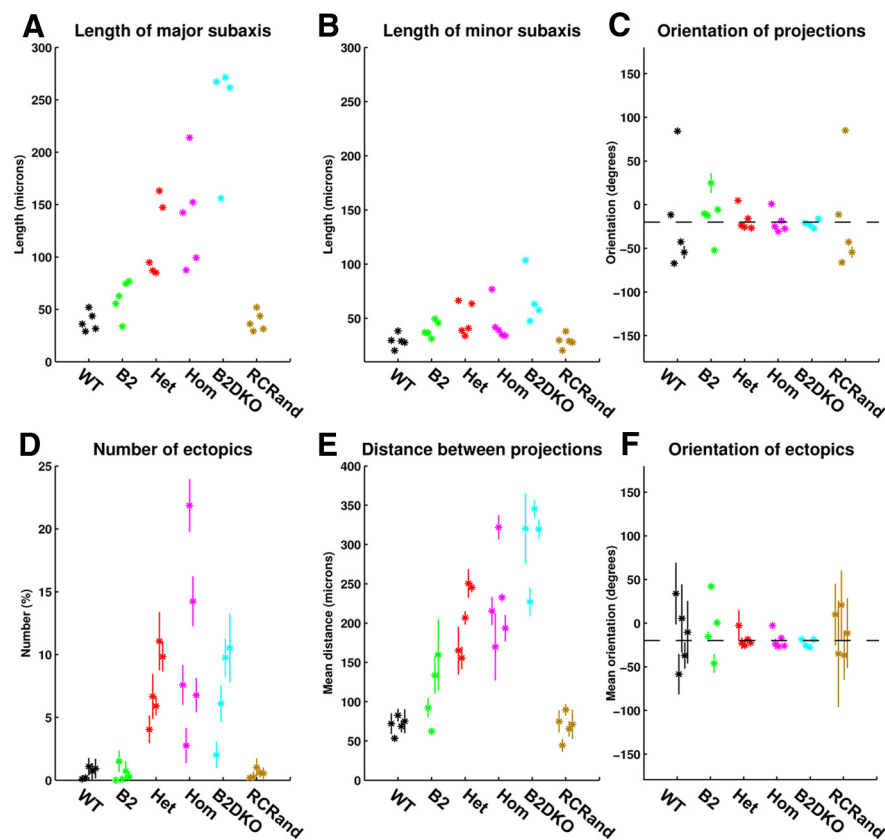 A
Length of major subaxis
300
250
200
150
100
50
0
Length (microns)
WT
B2
Het
Hom
B2DKO
RCRand
B
Length of minor subaxis
300
250
200
150
100
50
Length (microns)
WT
B2
Het
Hom
B2DKO
RCRand
C
Orientation of projections
150
100
50
0
−50
−100
−150
Orientation (degrees)
WT
B2
Het
Hom
B2DKO
RCRand
D
Number of ectopics
25
20
15
10
5
0
Number (%)
WT
B2
Het
Hom
B2DKO
RCRand
E
Distance between projections
400
350
300
250
200
150
100
50
0
Mean distance (microns)
WT
B2
Het
Hom
B2DKO
RCRand
F
Orientation of ectopics
150
100
50
0
−50
−100
−150
Mean orientation (degrees)
WT
B2
Het
Hom
B2DKO
RCRand